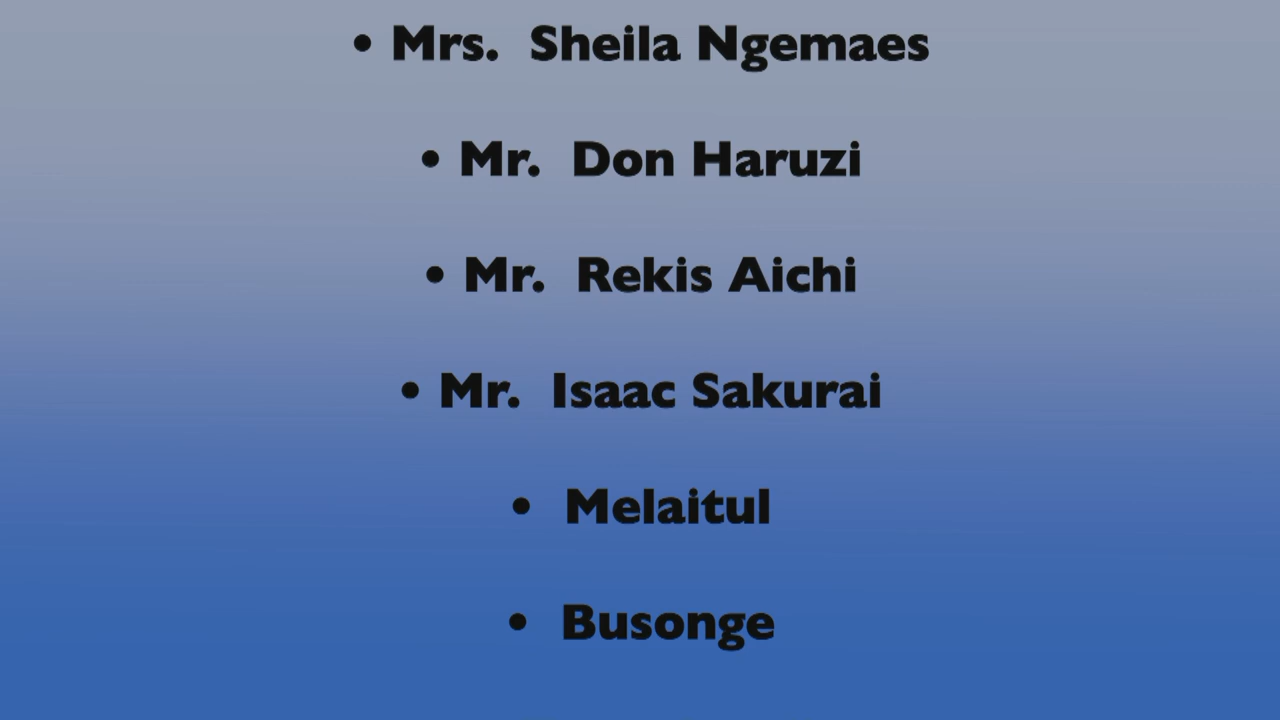 • Mrs.  Sheila Ngemaes
• Mr.  Don Haruzi
• Mr.  Rekis Aichi
• Mr.  Isaac Sakurai
•  Melaitul
•  Busonge